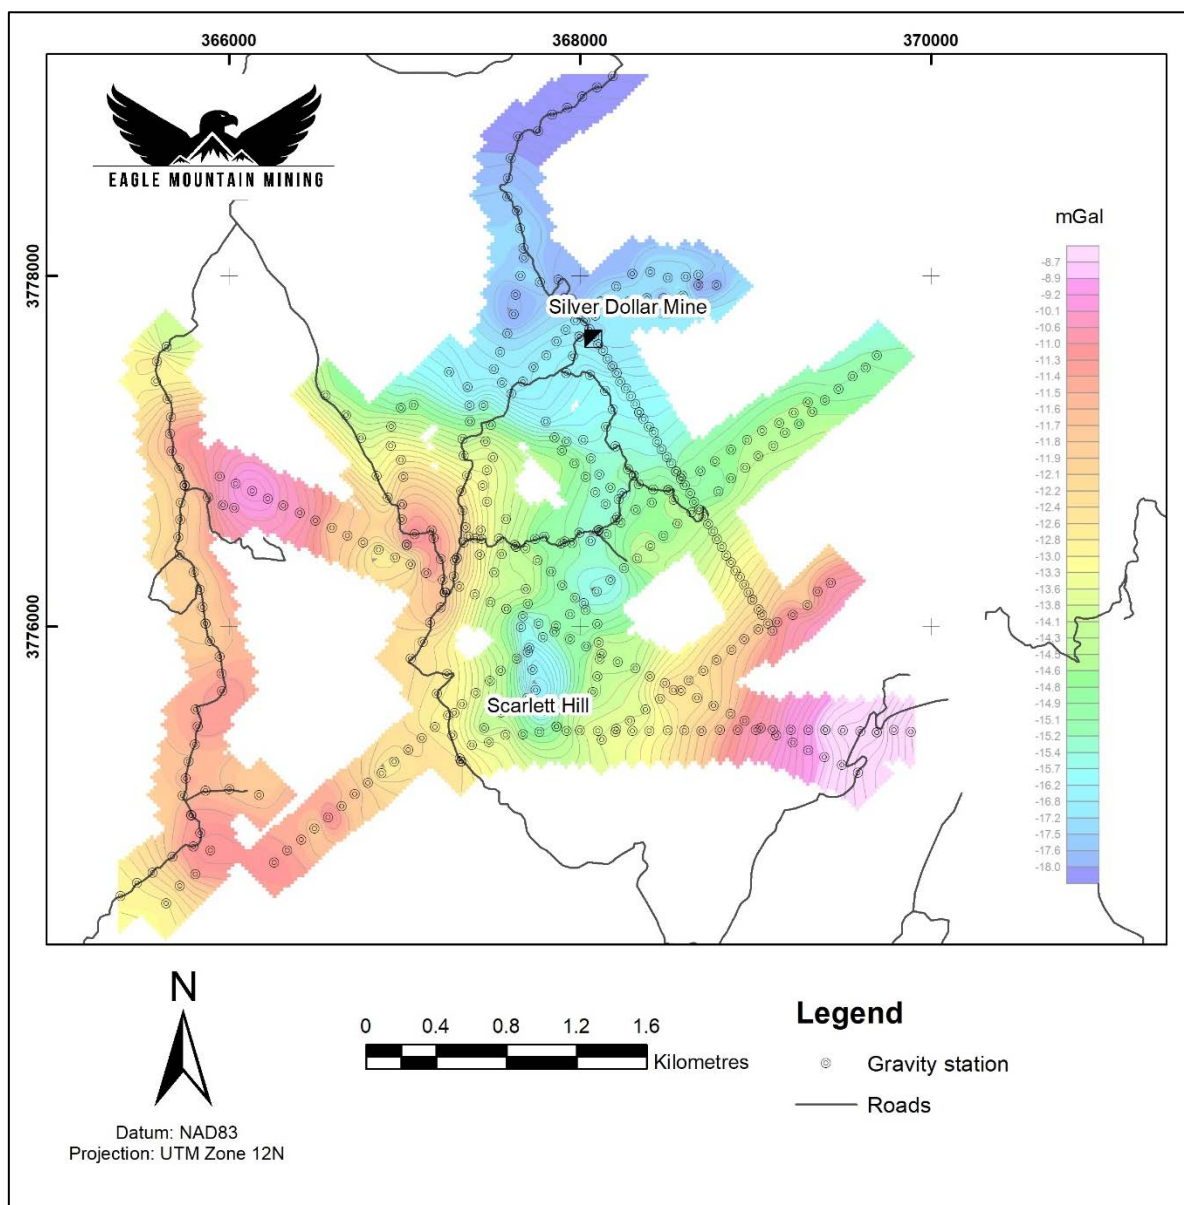 366000 368000 370000
EAGLE MOUNTAIN MINING
3778000
3776000
Silver Dollar Mine
Scarlett Hill
mGal
-8.7
-8.9
-9.2
-10.1
-10.6
-11.0
-11.3
-11.4
-11.6
-11.8
-12.1
-12.2
-12.4
-12.6
-12.8
-13.0
-13.3
-13.6
-13.8
-14.1
-14.3
-14.5
-14.6
-14.8
-14.9
-15.1
-15.2
-15.4
-15.7
-16.2
-16.8
-17.2
-17.5
-17.6
-18.0
N
Datum: NAD83
Projection: UTM Zone 12N
0 0.4 0.8 1.2 1.6
Kilometres
Legend
Gravity station
Roads